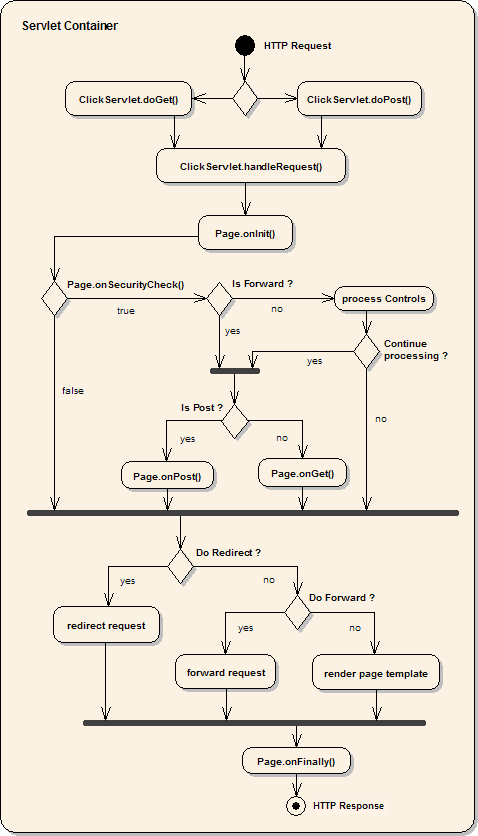 Servlet Container
HTTP Request
ClickServlet.doGet()
ClickServlet.doPost()
ClickServlet.handleRequest()
Page.onInit()
Page.onSecurityCheck()
Is Forward ?
true
no
process Controls
yes
Continue
processing ?
yes
false
no
Is Post ?
yes
no
Page.onPost()
Page.onGet()
Do Redirect ?
yes
no
Do Forward ?
redirect request
yes
no
forward request
render page template
Page.onFinally()
HTTP Response